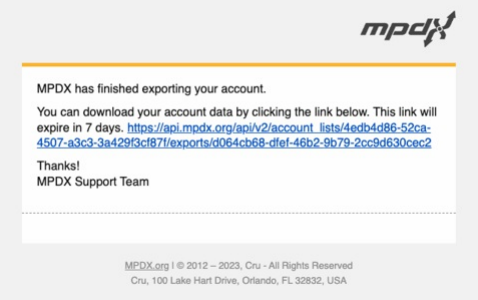 mpdx
MPDX has finished exporting your account.
You can download your account data by clicking the link below. This link will
expire in 7 days. https://api.mpdx.org/api/v2/account_lists/4edb4d86-52ca-
4507-a3c3-3a429f3cf87f/exports/d064cb68-dfef-46b2-9b79-2cc9d630cec2
Thanks!
MPDX Support Team
MPDX.org | © 2012 – 2023, Cru - All Rights Reserved
Cru, 100 Lake Hart Drive, Orlando, FL 32832, USA